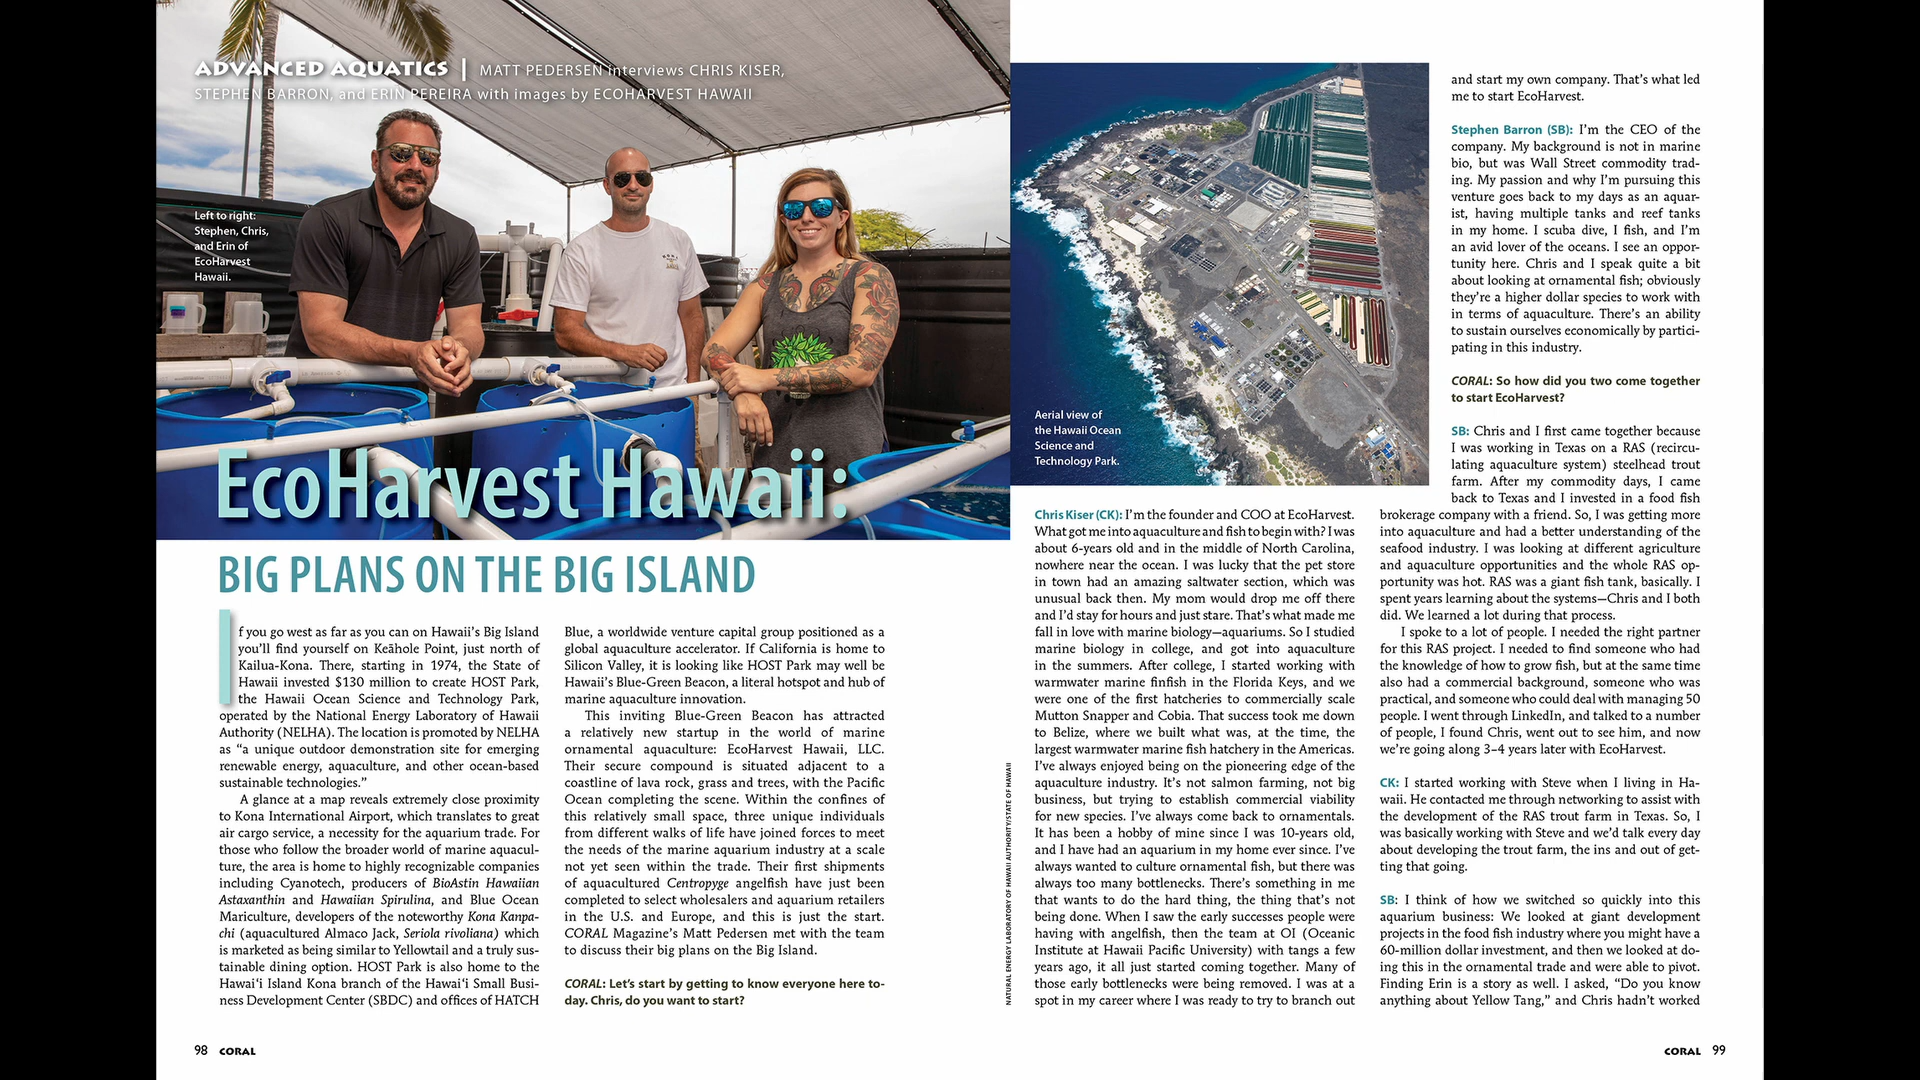 ADVANCED AQUATICS | MATT PEDERSEN interviews CHRIS KISER,
STEPHEN BARRON, and ERIN PEREIRA with images by ECOHARVEST HAWAII
Left to right:
Stephen, Chris,
and Erin of
EcoHarvest
Hawaii.
EcoHarvest Hawaii:
BIG PLANS ON THE BIG ISLAND
If you go west as far as you can on Hawaii's Big Island
you'll find yourself on Keāhole Point, just north of
Kailua-Kona. There, starting in 1974, the State of
Hawaii invested $130 million to create HOST Park,
the Hawaii Ocean Science and Technology Park,
operated by the National Energy Laboratory of Hawaii
Authority (NELHA). The location is promoted by NELHA
as “a unique outdoor demonstration site for emerging
renewable energy, aquaculture, and other ocean-based
sustainable technologies.”
A glance at a map reveals extremely close proximity
to Kona International Airport, which translates to great
air cargo service, a necessity for the aquarium trade. For
those who follow the broader world of marine aquacul-
ture, the area is home to highly recognizable companies
including Cyanotech, producers of BioAstin Hawaiian
Astaxanthin and Hawaiian Spirulina, and Blue Ocean
Mariculture, developers of the noteworthy Kona Kanpa-
chi (aquacultured Almaco Jack, Seriola rivoliana) which
is marketed as being similar to Yellowtail and a truly sus-
tainable dining option. HOST Park is also home to the
Hawai‘i Island Kona branch of the Hawai‘i Small Busi-
ness Development Center (SBDC) and offices of HATCH
Blue, a worldwide venture capital group positioned as a
global aquaculture accelerator. If California is home to
Silicon Valley, it is looking like HOST Park may well be
Hawaii's Blue-Green Beacon, a literal hotspot and hub of
marine aquaculture innovation.
This inviting Blue-Green Beacon has attracted
a relatively new startup in the world of marine
ornamental aquaculture: EcoHarvest Hawaii, LLC.
Their secure compound is situated adjacent to a
coastline of lava rock, grass and trees, with the Pacific
Ocean completing the scene. Within the confines of
this relatively small space, three unique individuals
from different walks of life have joined forces to meet
the needs of the marine aquarium industry at a scale
not yet seen within the trade. Their first shipments
of aquacultured Centropyge angelfish have just been
completed to select wholesalers and aquarium retailers
in the U.S. and Europe, and this is just the start.
CORAL Magazine's Matt Pedersen met with the team
to discuss their big plans on the Big Island.
CORAL: Let's start by getting to know everyone here to-
day. Chris, do you want to start?
98 CORAL
Aerial view of
the Hawaii Ocean
Science and
Technology Park.
NATURAL ENERGY LABORATORY OF HAWAII AUTHORITY/STATE OF HAWAII
Chris Kiser (CK): I'm the founder and COO at EcoHarvest.
What got me into aquaculture and fish to begin with? I was
about 6-years old and in the middle of North Carolina,
nowhere near the ocean. I was lucky that the pet store
in town had an amazing saltwater section, which was
unusual back then. My mom would drop me off there
and I'd stay for hours and just stare. That's what made me
fall in love with marine biology—aquariums. So I studied
marine biology in college, and got into aquaculture
in the summers. After college, I started working with
warmwater marine finfish in the Florida Keys, and we
were one of the first hatcheries to commercially scale
Mutton Snapper and Cobia. That success took me down
to Belize, where we built what was, at the time, the
largest warmwater marine fish hatchery in the Americas.
I've always enjoyed being on the pioneering edge of the
aquaculture industry. It's not salmon farming, not big
business, but trying to establish commercial viability
for new species. I've always come back to ornamentals.
It has been a hobby of mine since I was 10-years old,
and I have had an aquarium in my home ever since. I've
always wanted to culture ornamental fish, but there was
always too many bottlenecks. There's something in me
that wants to do the hard thing, the thing that's not
being done. When I saw the early successes people were
having with angelfish, then the team at OI (Oceanic
Institute at Hawaii Pacific University) with tangs a few
years ago, it all just started coming together. Many of
those early bottlenecks were being removed. I was at a
spot in my career where I was ready to try to branch out
and start my own company. That's what led
me to start EcoHarvest.
Stephen Barron (SB): I'm the CEO of the
company. My background is not in marine
bio, but was Wall Street commodity trad-
ing. My passion and why I'm pursuing this
venture goes back to my days as an aquar-
ist, having multiple tanks and reef tanks
in my home. I scuba dive, I fish, and I'm
an avid lover of the oceans. I see an oppor-
tunity here. Chris and I speak quite a bit
about looking at ornamental fish; obviously
they're a higher dollar species to work with
in terms of aquaculture. There's an ability
to sustain ourselves economically by partici-
pating in this industry.
CORAL: So how did you two come together
to start EcoHarvest?
SB: Chris and I first came together because
I was working in Texas on a RAS (recircu-
lating aquaculture system) steelhead trout
farm. After my commodity days, I came
back to Texas and I invested in a food fish
brokerage company with a friend. So, I was getting more
into aquaculture and had a better understanding of the
seafood industry. I was looking at different agriculture
and aquaculture opportunities and the whole RAS op-
portunity was hot. RAS was a giant fish tank, basically. I
spent years learning about the systems—Chris and I both
did. We learned a lot during that process.
I spoke to a lot of people. I needed the right partner
for this RAS project. I needed to find someone who had
the knowledge of how to grow fish, but at the same time
also had a commercial background, someone who was
practical, and someone who could deal with managing 50
people. I went through LinkedIn, and talked to a number
of people, I found Chris, went out to see him, and now
we're going along 3–4 years later with EcoHarvest.
CK: I started working with Steve when I living in Ha-
waii. He contacted me through networking to assist with
the development of the RAS trout farm in Texas. So, I
was basically working with Steve and we'd talk every day
about developing the trout farm, the ins and out of get-
ting that going.
SB: I think of how we switched so quickly into this
aquarium business: We looked at giant development
projects in the food fish industry where you might have a
60-million dollar investment, and then we looked at do-
ing this in the ornamental trade and were able to pivot.
Finding Erin is a story as well. I asked, “Do you know
anything about Yellow Tang,” and Chris hadn't worked
CORAL 99